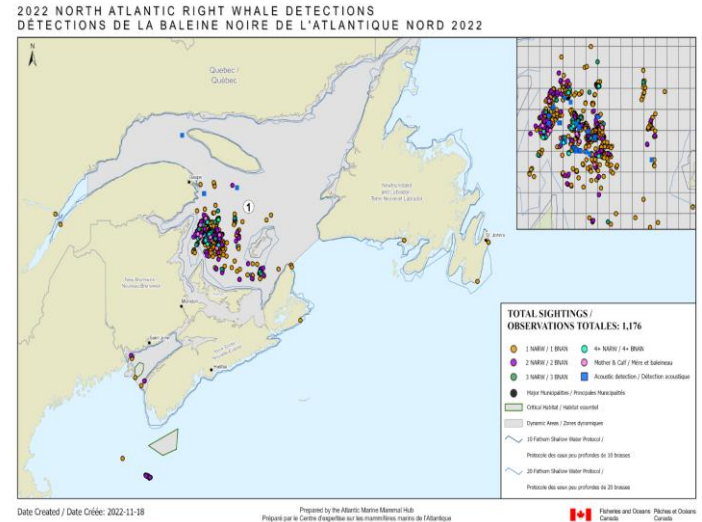 2022 NORTH ATLANTIC RIGHT WHALE DETECTIONS
DÉTECTIONS DE LA BALEINE NOIRE DE L'ATLANTIQUE NORD 2022
N
Quebec /
Québec
Gaspé
1
Newfoundland
and Labrador
Terre-Neuve et Labrador
St. John's
New Brunswick /
Nouveau-Brunswick
Moncton
Saint John
Nova Scotia
Halifax
TOTAL SIGHTINGS /
OBSERVATIONS TOTALES: 1,176
1 NARW / 1 BNAN
4+ NARW / 4+ BNAN
2 NARW / 2 BNAN
Mother & Calf / Mère et baleineau
3 NARW / 3 BNAN
Acoustic detection / Détection acoustique
Major Municipalities / Principales Municipalités
Critical Habitat / Habitat essentiel
Dynamic Areas / Zones dynamiques
10 Fathom Shallow Water Protocol /
Protocole des eaux peu profondes de 10 brasses
20 Fathom Shallow Water Protocol /
Protocole des eaux peu profondes de 20 brasses
Date Created / Date Créée: 2022-11-18
Prepared by the Atlantic Marine Mammal Hub
Préparé par le Centre d'expertise sur les mammifères marins de l'Atlantique
Fisheries and Oceans Pêches et Océans
Canada Canada